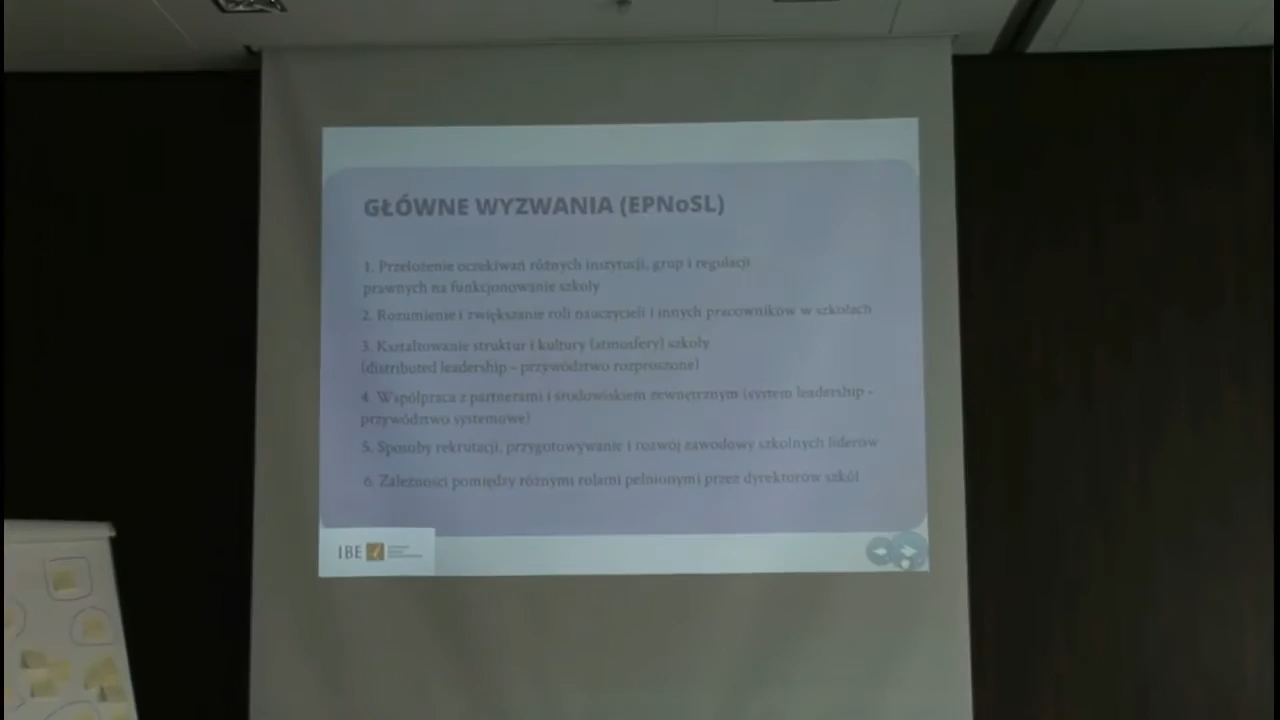 GŁÓWNE WYZWANIA (EPNoSL)
1. Przełożenie oczekiwań różnych instytucji, grup i regulacji
prawnych na funkcjonowanie szkoły
2. Rozumienie i zwiększanie roli nauczycieli i innych pracowników w szkołach
3. Kształtowanie struktur i kultury (atmosfery) szkoły
(distributed leadership – przywództwo rozproszone)
4. Współpraca z partnerami i środowiskiem zewnętrznym (system leadership -
przywództwo systemowe)
5. Sposoby rekrutacji, przygotowywanie i rozwój zawodowy szkolnych liderów
6. Zależności pomiędzy różnymi rolami pełnionymi przez dyrektorów szkół
IBE